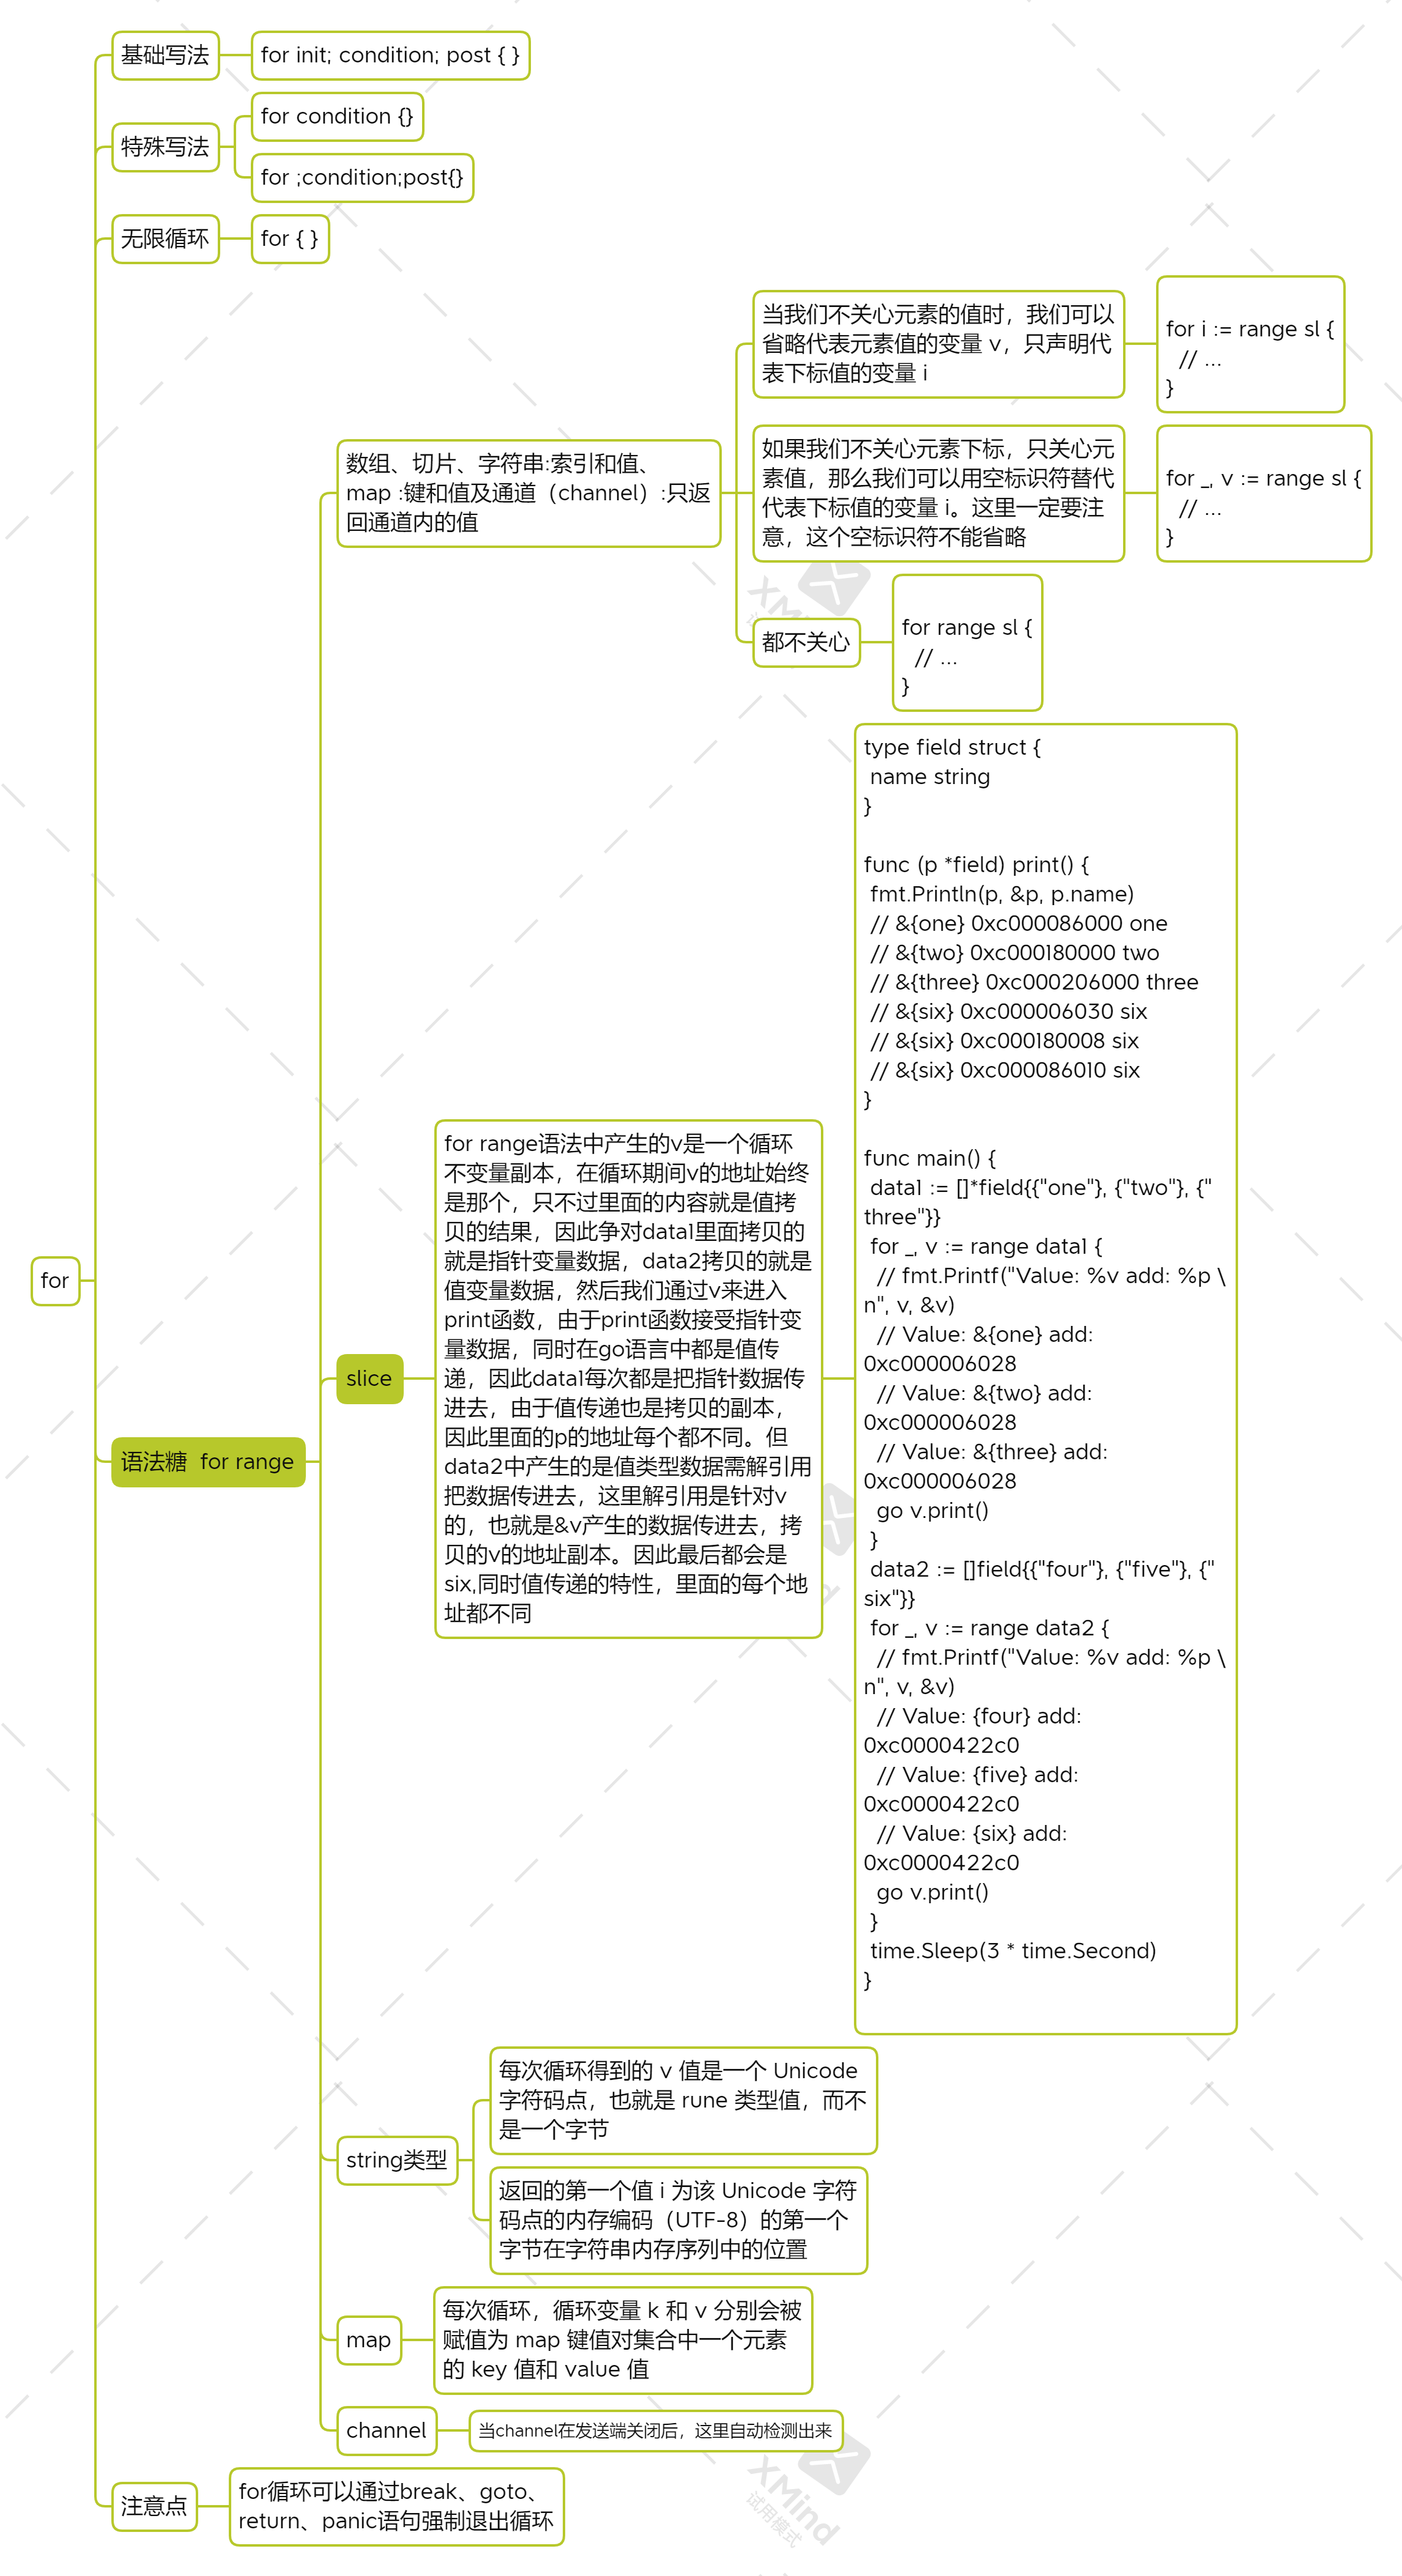 for
基础写法
for init; condition; post { }
特殊写法
for condition {}
for ;condition;post{}
无限循环
for { }
语法糖  for range
数组、切片、字符串:索引和值、
map :键和值及通道（channel）:只返
回通道内的值
当我们不关心元素的值时，我们可以
省略代表元素值的变量 v，只声明代
表下标值的变量 i
for i := range sl {
  // ...
}
如果我们不关心元素下标，只关心元
素值，那么我们可以用空标识符替代
代表下标值的变量 i。这里一定要注
意，这个空标识符不能省略
for _, v := range sl {
  // ...
}
都不关心
for range sl {
  // ...
}
slice
for range语法中产生的v是一个循环
不变量副本，在循环期间v的地址始终
是那个，只不过里面的内容就是值拷
贝的结果，因此争对data1里面拷贝的
就是指针变量数据，data2拷贝的就是
值变量数据，然后我们通过v来进入
print函数，由于print函数接受指针变
量数据，同时在go语言中都是值传
递，因此data1每次都是把指针数据传
进去，由于值传递也是拷贝的副本，
因此里面的p的地址每个都不同。但
data2中产生的是值类型数据需解引用
把数据传进去，这里解引用是针对v
的，也就是&v产生的数据传进去，拷
贝的v的地址副本。因此最后都会是
six,同时值传递的特性，里面的每个地
址都不同
type field struct {
 name string
}
func (p *field) print() {
 fmt.Println(p, &p, p.name)
 // &{one} 0xc000086000 one
 // &{two} 0xc000180000 two
 // &{three} 0xc000206000 three
 // &{six} 0xc000006030 six
 // &{six} 0xc000180008 six
 // &{six} 0xc000086010 six
}
func main() {
 data1 := []*field{{"one"}, {"two"}, {"
three"}}
 for _, v := range data1 {
  // fmt.Printf("Value: %v add: %p \
n", v, &v)
  // Value: &{one} add:
0xc000006028
  // Value: &{two} add:
0xc000006028
  // Value: &{three} add:
0xc000006028
  go v.print()
 }
 data2 := []field{{"four"}, {"five"}, {"
six"}}
 for _, v := range data2 {
  // fmt.Printf("Value: %v add: %p \
n", v, &v)
  // Value: {four} add:
0xc0000422c0
  // Value: {five} add:
0xc0000422c0
  // Value: {six} add:
0xc0000422c0
  go v.print()
 }
 time.Sleep(3 * time.Second)
}
string类型
每次循环得到的 v 值是一个 Unicode
字符码点，也就是 rune 类型值，而不
是一个字节
返回的第一个值 i 为该 Unicode 字符
码点的内存编码（UTF-8）的第一个
字节在字符串内存序列中的位置
map
每次循环，循环变量 k 和 v 分别会被
赋值为 map 键值对集合中一个元素
的 key 值和 value 值
channel
当channel在发送端关闭后，这里自动检测出来
注意点
for循环可以通过break、goto、
return、panic语句强制退出循环
XMind
试用模式